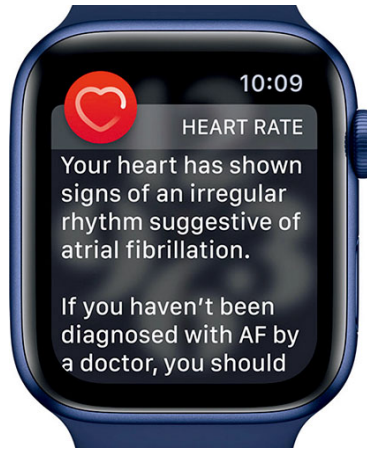 10:09
HEART RATE
Your heart has shown
signs of an irregular
rhythm suggestive of
atrial fibrillation.
If you haven't been
diagnosed with AF by
a doctor, you should